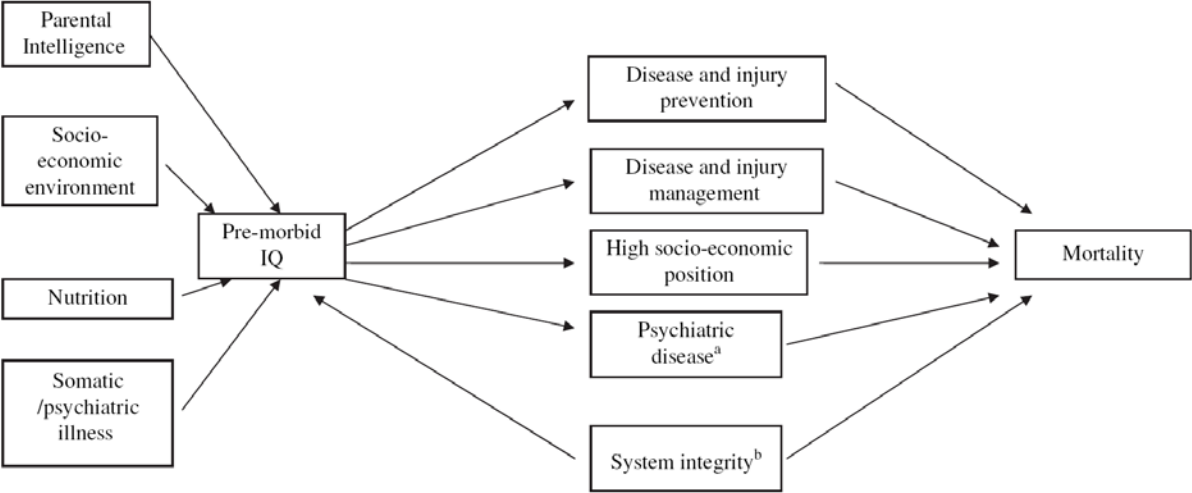 Parental
Intelligence
Socio-
economic
environment
Nutrition
Somatic
/psychiatric
illness
Pre-morbid
IQ
Disease and injury
prevention
Disease and injury
management
High socio-economic
position
Psychiatric
diseaseᵃ
System integrityᵇ
Mortality